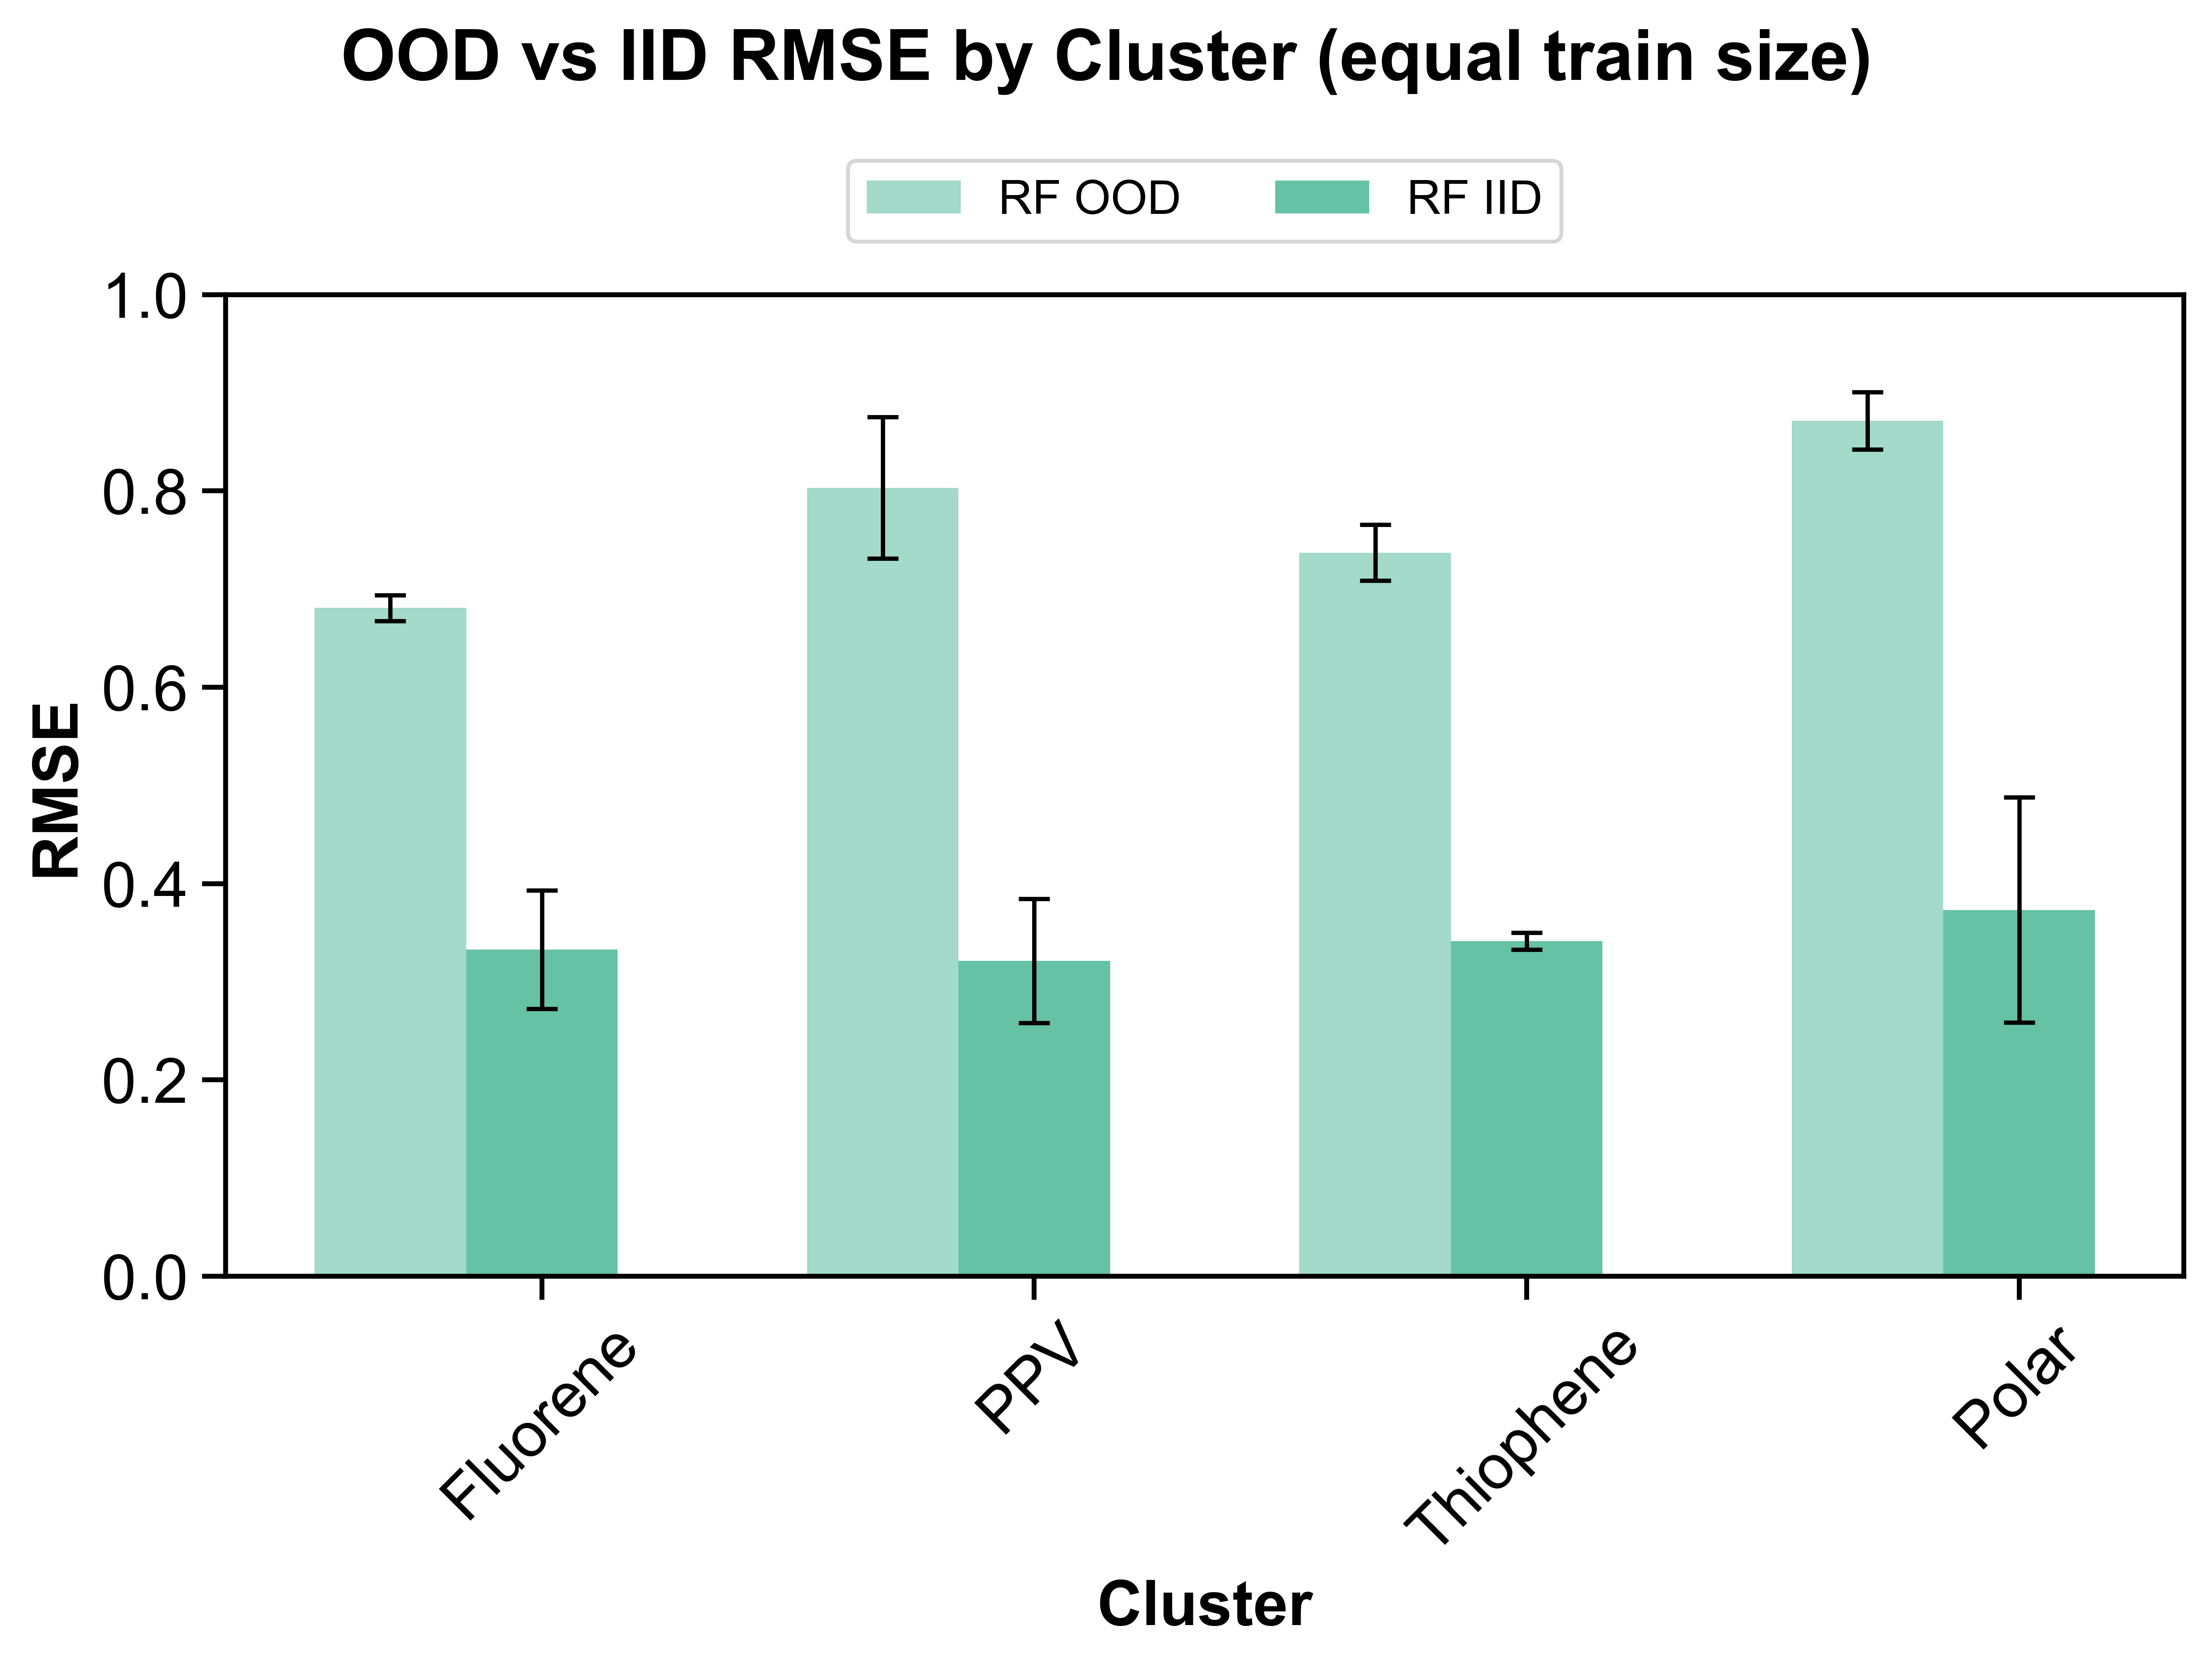 OOD vs IID RMSE by Cluster (equal train size)
RF OOD RF IID
1.0
0.8
0.6
0.4
0.2
0.0
RMSE
Fluorene
PPV
Thiophene
Polar
Cluster